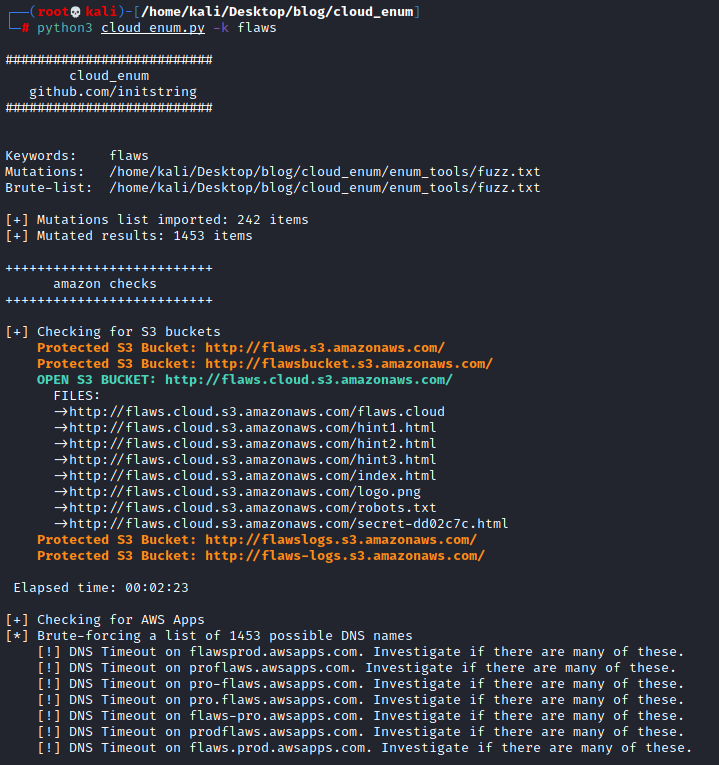 ┌──(root💀kali)-[/home/kali/Desktop/blog/cloud_enum]
└─# python3 cloud_enum.py -k flaws
##########################
cloud_enum
github.com/initstring
##########################
Keywords:    flaws
Mutations:   /home/kali/Desktop/blog/cloud_enum/enum_tools/fuzz.txt
Brute-list:  /home/kali/Desktop/blog/cloud_enum/enum_tools/fuzz.txt
[+] Mutations list imported: 242 items
[+] Mutated results: 1453 items
++++++++++++++++++++++++++
amazon checks
++++++++++++++++++++++++++
[+] Checking for S3 buckets
Protected S3 Bucket: http://flaws.s3.amazonaws.com/
Protected S3 Bucket: http://flawsbucket.s3.amazonaws.com/
OPEN S3 BUCKET: http://flaws.cloud.s3.amazonaws.com/
FILES:
->http://flaws.cloud.s3.amazonaws.com/flaws.cloud
->http://flaws.cloud.s3.amazonaws.com/hint1.html
->http://flaws.cloud.s3.amazonaws.com/hint2.html
->http://flaws.cloud.s3.amazonaws.com/hint3.html
->http://flaws.cloud.s3.amazonaws.com/index.html
->http://flaws.cloud.s3.amazonaws.com/logo.png
->http://flaws.cloud.s3.amazonaws.com/robots.txt
->http://flaws.cloud.s3.amazonaws.com/secret-dd02c7c.html
Protected S3 Bucket: http://flawslogs.s3.amazonaws.com/
Protected S3 Bucket: http://flaws-logs.s3.amazonaws.com/
Elapsed time: 00:02:23
[+] Checking for AWS Apps
[*] Brute-forcing a list of 1453 possible DNS names
[!] DNS Timeout on flawsprod.awsapps.com. Investigate if there are many of these.
[!] DNS Timeout on proflaws.awsapps.com. Investigate if there are many of these.
[!] DNS Timeout on pro-flaws.awsapps.com. Investigate if there are many of these.
[!] DNS Timeout on pro.flaws.awsapps.com. Investigate if there are many of these.
[!] DNS Timeout on flaws-pro.awsapps.com. Investigate if there are many of these.
[!] DNS Timeout on prodflaws.awsapps.com. Investigate if there are many of these.
[!] DNS Timeout on flaws.prod.awsapps.com. Investigate if there are many of these.